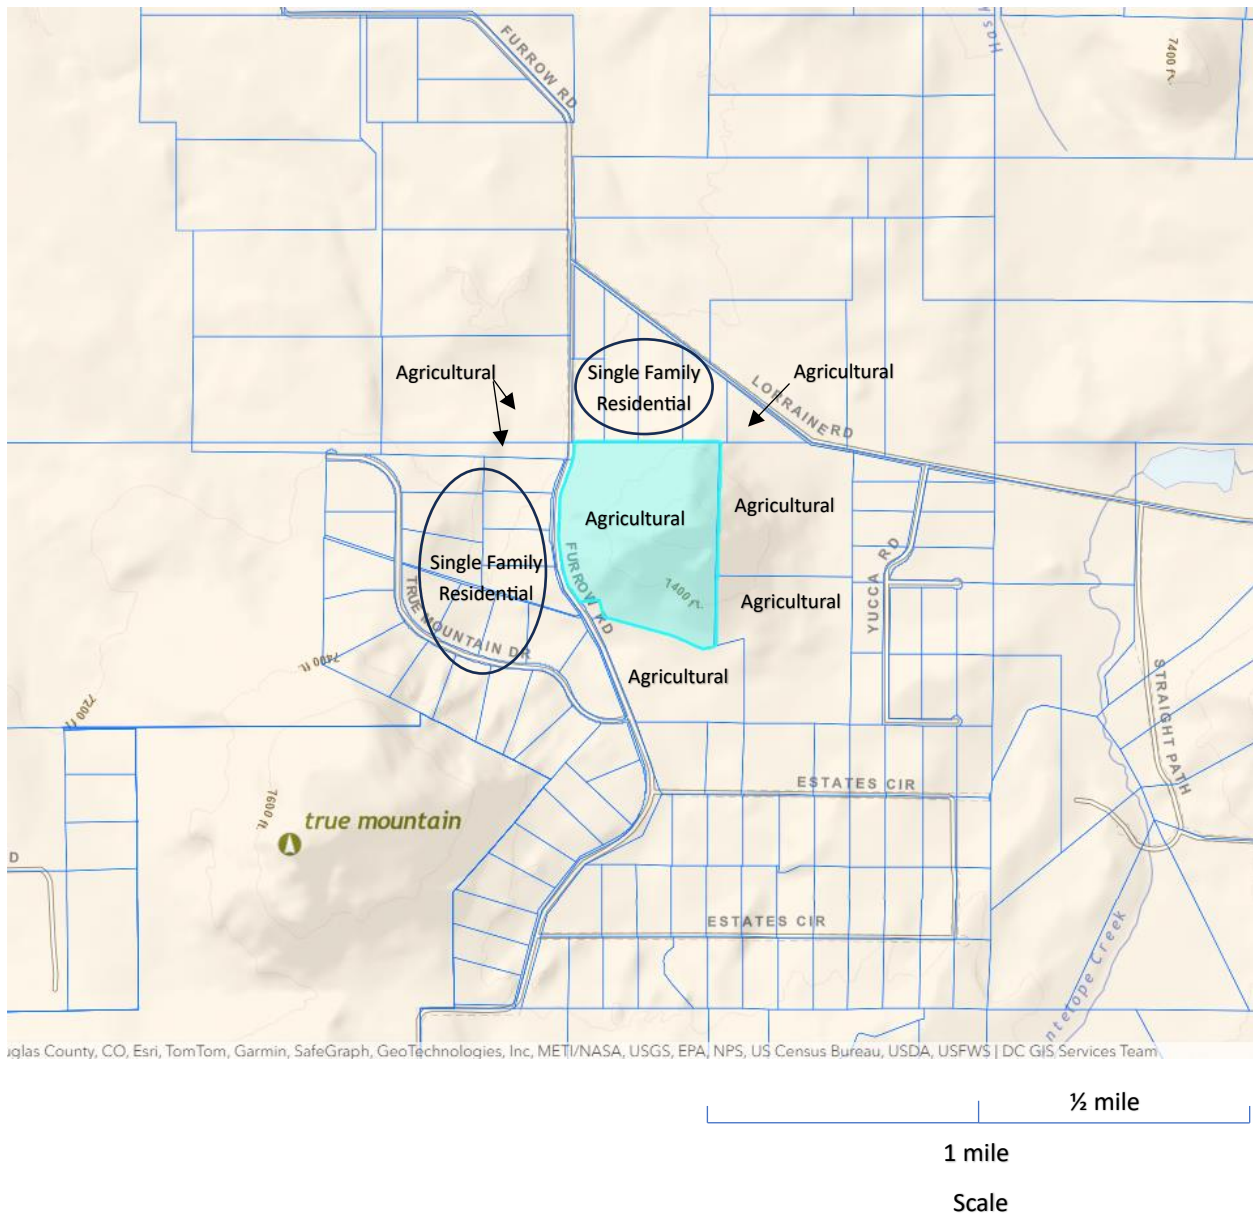 FURROW RD
7400 ft.
Agricultural
Single Family
Residential
Agricultural
LORRAINE RD
Agricultural
Agricultural
FURROW RD
7400 ft.
Agricultural
YUCCA RD
Single Family
Residential
TRUE MOUNTAIN DR
7400 ft.
7200 ft.
Agricultural
STRAIGHT PATH
ESTATES CIR
7600 ft.
true mountain
D
ESTATES CIR
ntelope Creek
uglas County, CO, Esri, TomTom, Garmin, SafeGraph, GeoTechnologies, Inc, METI/NASA, USGS, EPA, NPS, US Census Bureau, USDA, USFWS | DC GIS Services Team
½ mile
1 mile
Scale